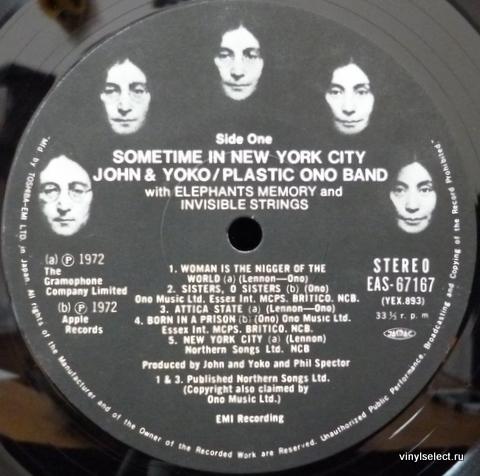 Side One
SOMETIME IN NEW YORK CITY
JOHN & YOKO/PLASTIC ONO BAND
with ELEPHANTS MEMORY and
INVISIBLE STRINGS
(a) Ⓟ 1972
The
Gramophone
Company Limited
(b) Ⓟ 1972
Apple
Records
STEREO
EAS-67167
(YEX.893)
33 ⅓ r. p. m
1. WOMAN IS THE NIGGER OF THE
WORLD (a) (Lennon—Ono)
2. SISTERS, O SISTERS (b) (Ono)
Ono Music Ltd. Essex Int. MCPS. BRITICO. NCB.
3. ATTICA STATE (a) (Lennon—Ono)
4. BORN IN A PRISON (b) (Ono) Ono Music Ltd.
Essex Int. MCPS. BRITICO. NCB.
5. NEW YORK CITY (a) (Lennon)
Northern Songs Ltd. NCB
Produced by John and Yoko and Phil Spector
1 & 3. Published Northern Songs Ltd.
(Copyright also claimed by
Ono Music Ltd.)
EMI Recording
Mfd by TOSHIBA-EMI LTD. in Japan. All rights of the Manufacturer and of the Owner of the Recorded Work are Reserved. Unauthorized Public Performance, Broadcasting and Copying of the Record Prohibited.
vinylselect.ru